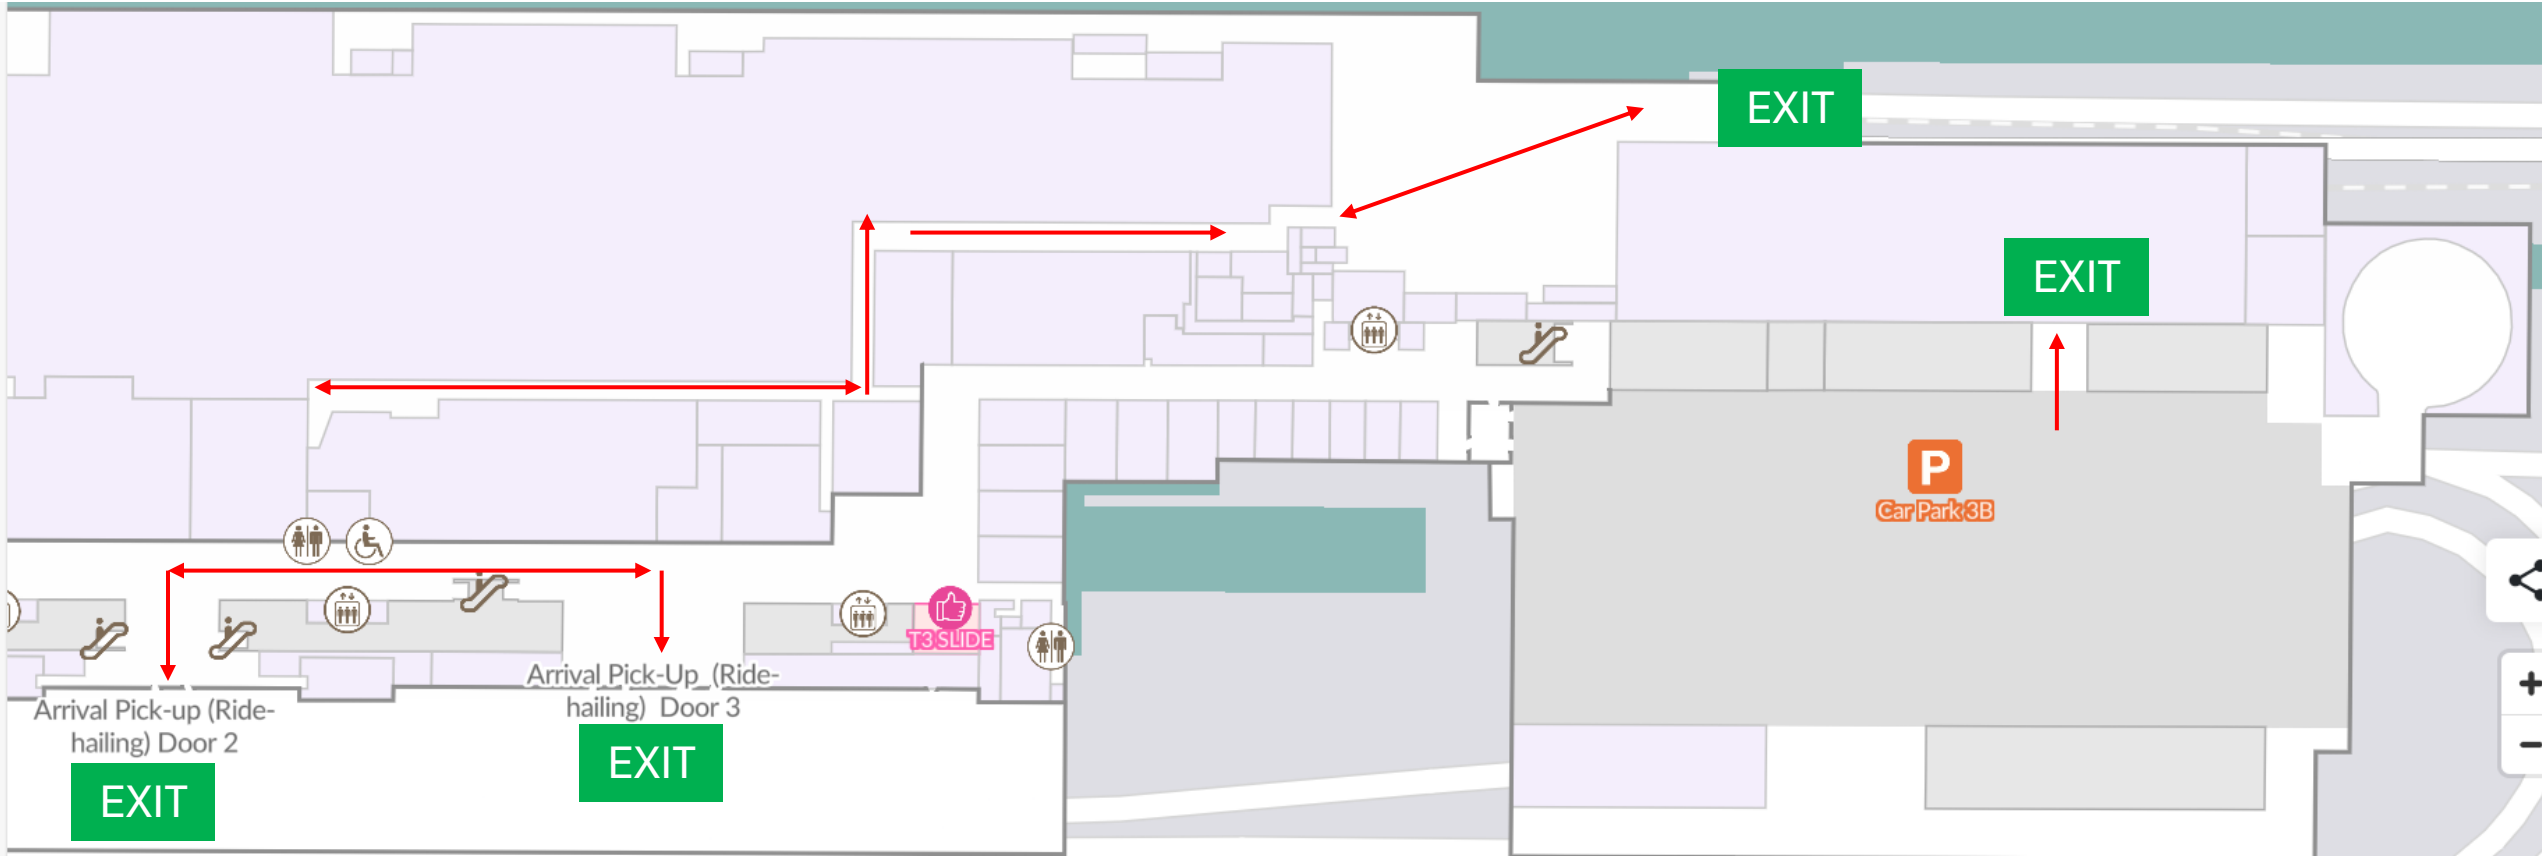 EXIT
EXIT
P
Car Park 3B
T3 SLIDE
Arrival Pick-Up (Ride-
hailing) Door 3
EXIT
Arrival Pick-up (Ride-
hailing) Door 2
EXIT